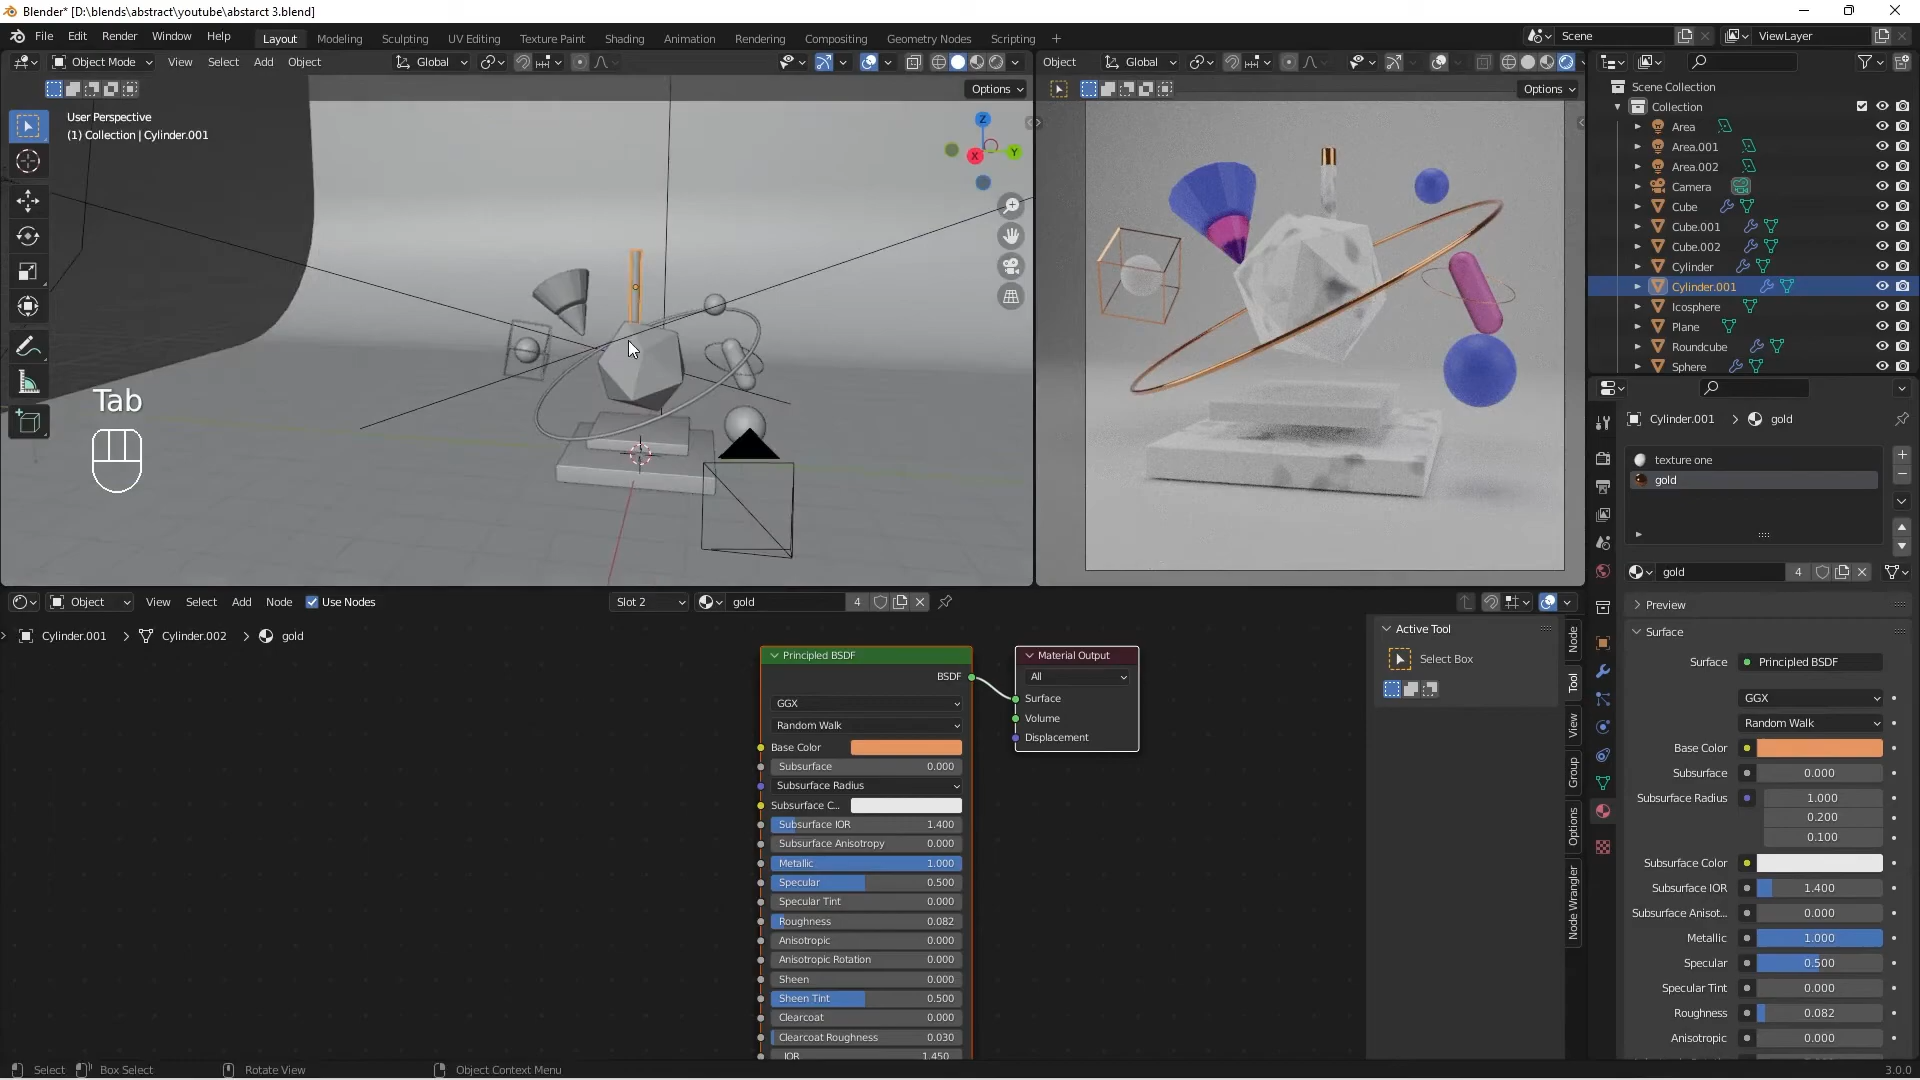 Blender* [D:\blends\abstract\youtube\abstarct 3.blend]
File Edit Render Window Help
Layout Modeling Sculpting UV Editing Texture Paint Shading Animation Rendering Compositing Geometry Nodes Scripting +
Scene
ViewLayer
Object Mode View Select Add Object
Global
Options
User Perspective
(1) Collection | Cylinder.001
Z
X
Y
Tab
Object
Global
Options
Scene Collection
Collection
Area
Area.001
Area.002
Camera
Cube
Cube.001
Cube.002
Cylinder
Cylinder.001
Icosphere
Plane
Roundcube
Sphere
Cylinder.001 gold
texture one
gold
gold 4
Preview
Surface
Surface Principled BSDF
GGX
Random Walk
Base Color
Subsurface 0.000
Subsurface Radius 1.000
0.200
0.100
Subsurface Color
Subsurface IOR 1.400
Subsurface Anisot... 0.000
Metallic 1.000
Specular 0.500
Specular Tint 0.000
Roughness 0.082
Anisotropic 0.000
Object View Select Add Node Use Nodes
Slot 2
gold 4
Cylinder.001 > Cylinder.002 > gold
Principled BSDF
BSDF
GGX
Random Walk
Base Color
Subsurface 0.000
Subsurface Radius
Subsurface C...
Subsurface IOR 1.400
Subsurface Anisotropy 0.000
Metallic 1.000
Specular 0.500
Specular Tint 0.000
Roughness 0.082
Anisotropic 0.000
Anisotropic Rotation 0.000
Sheen 0.000
Sheen Tint 0.500
Clearcoat 0.000
Clearcoat Roughness 0.030
IOR 1.450
Material Output
All
Surface
Volume
Displacement
Active Tool
Select Box
Node
Tool
View
Group
Options
Node Wrangler
Select Box Select Rotate View Object Context Menu
3.0.0